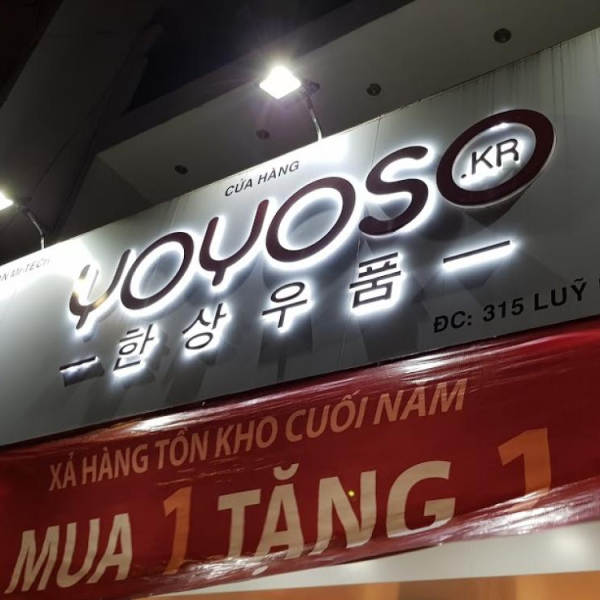 CỬA HÀNG
YOYOSO.KR
한상우품
ĐC: 315 LUỸ
XẢ HÀNG TỒN KHO CUỐI NĂM
MUA 1 TẶNG 1